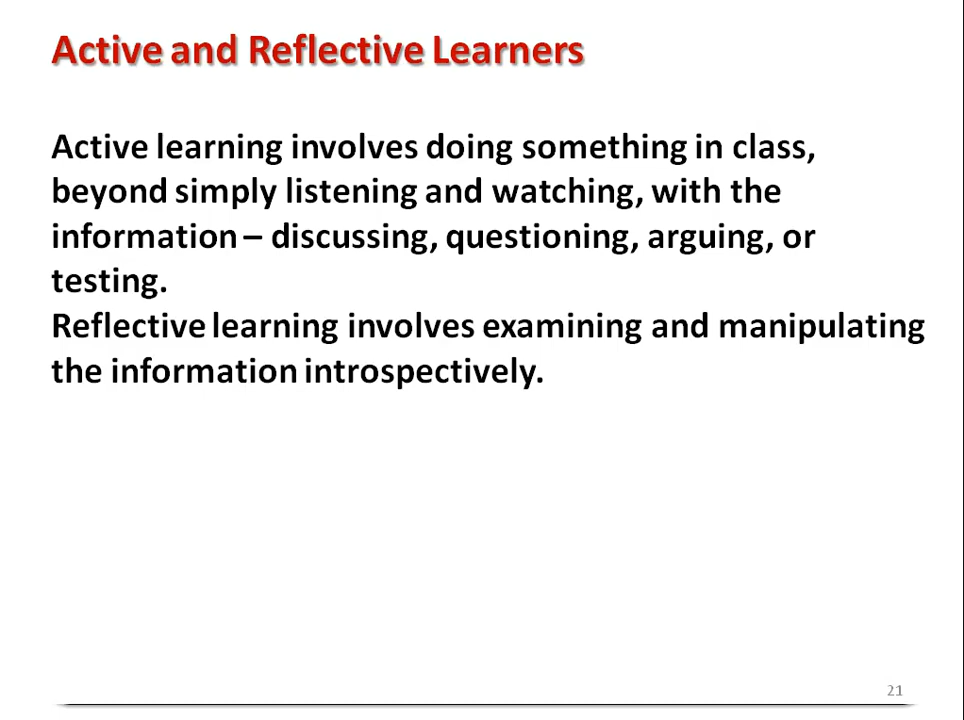 Active and Reflective Learners
Active learning involves doing something in class,
beyond simply listening and watching, with the
information – discussing, questioning, arguing, or
testing.
Reflective learning involves examining and manipulating
the information introspectively.
21